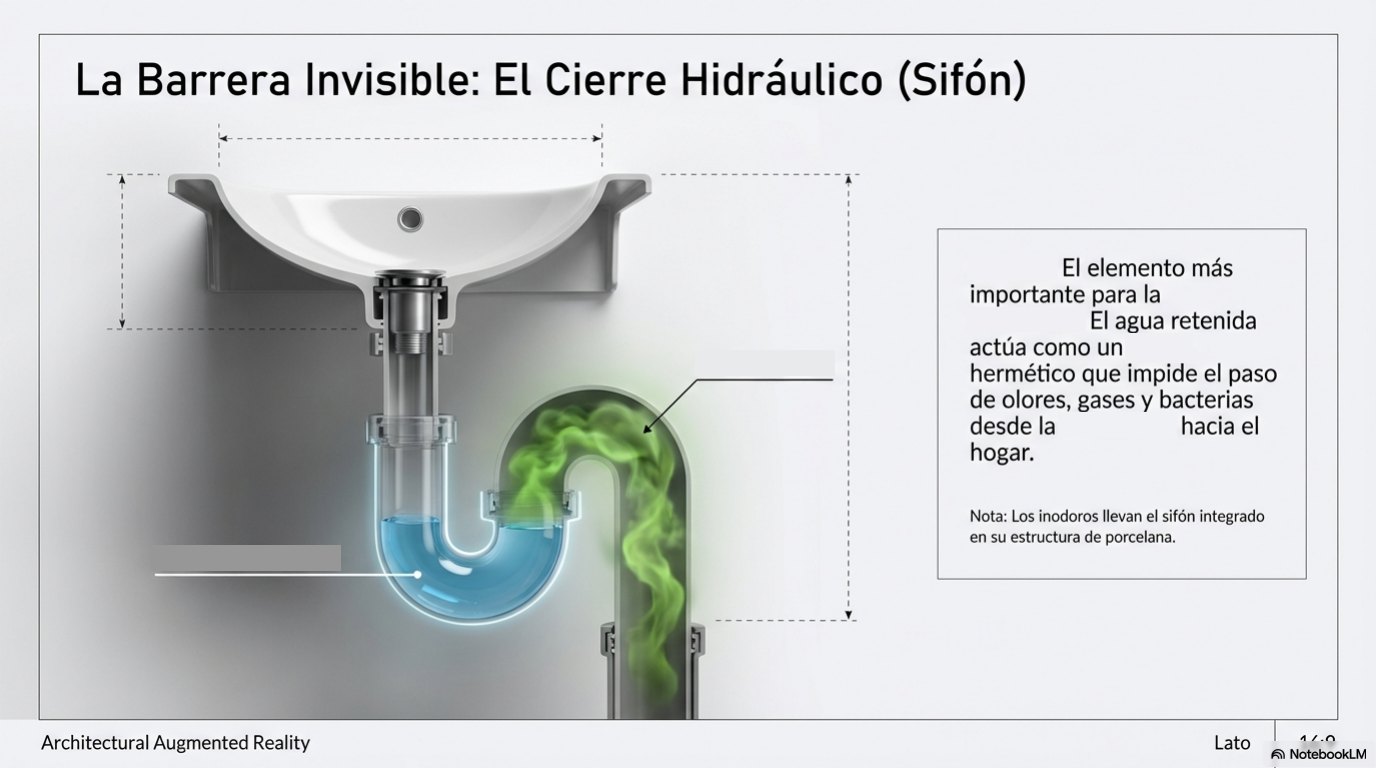 La Barrera Invisible: El Cierre Hidráulico (Sifón)
El elemento más
importante para la
El agua retenida
actúa como un
hermético que impide el paso
de olores, gases y bacterias
desde la hacia el
hogar.
Nota: Los inodoros llevan el sifón integrado
en su estructura de porcelana.
Architectural Augmented Reality
Lato
NotebookLM